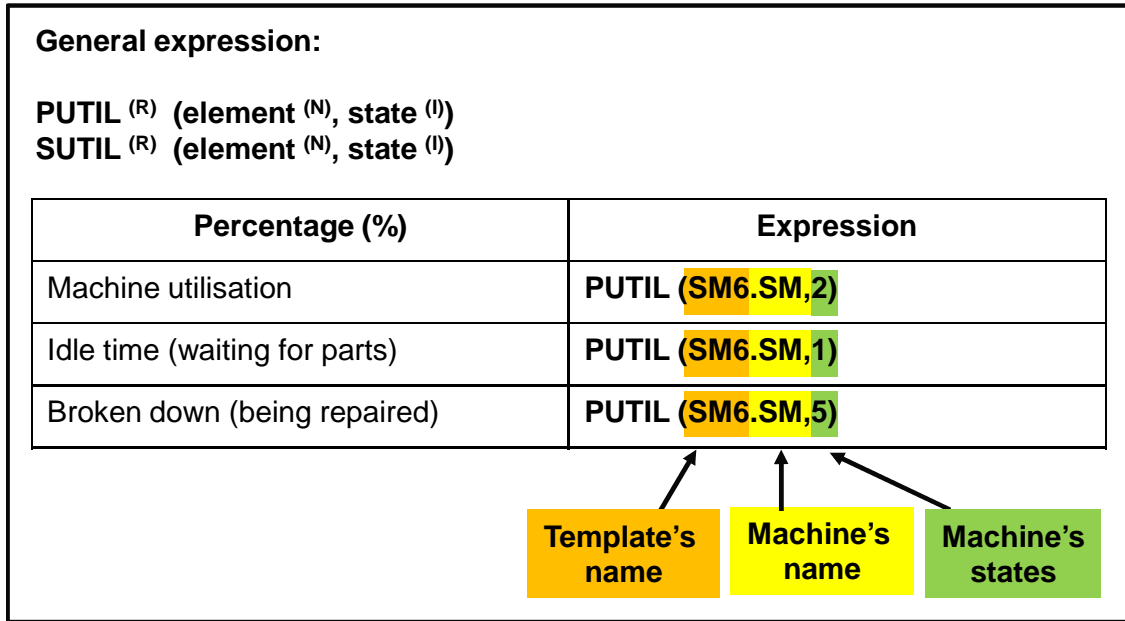 General expression:
PUTIL (R) (element (N), state (I))
SUTIL (R) (element (N), state (I))
Percentage (%) Expression
Machine utilisation PUTIL (SM6.SM,2)
Idle time (waiting for parts) PUTIL (SM6.SM,1)
Broken down (being repaired) PUTIL (SM6.SM,5)
Template's name
Machine's name
Machine's states